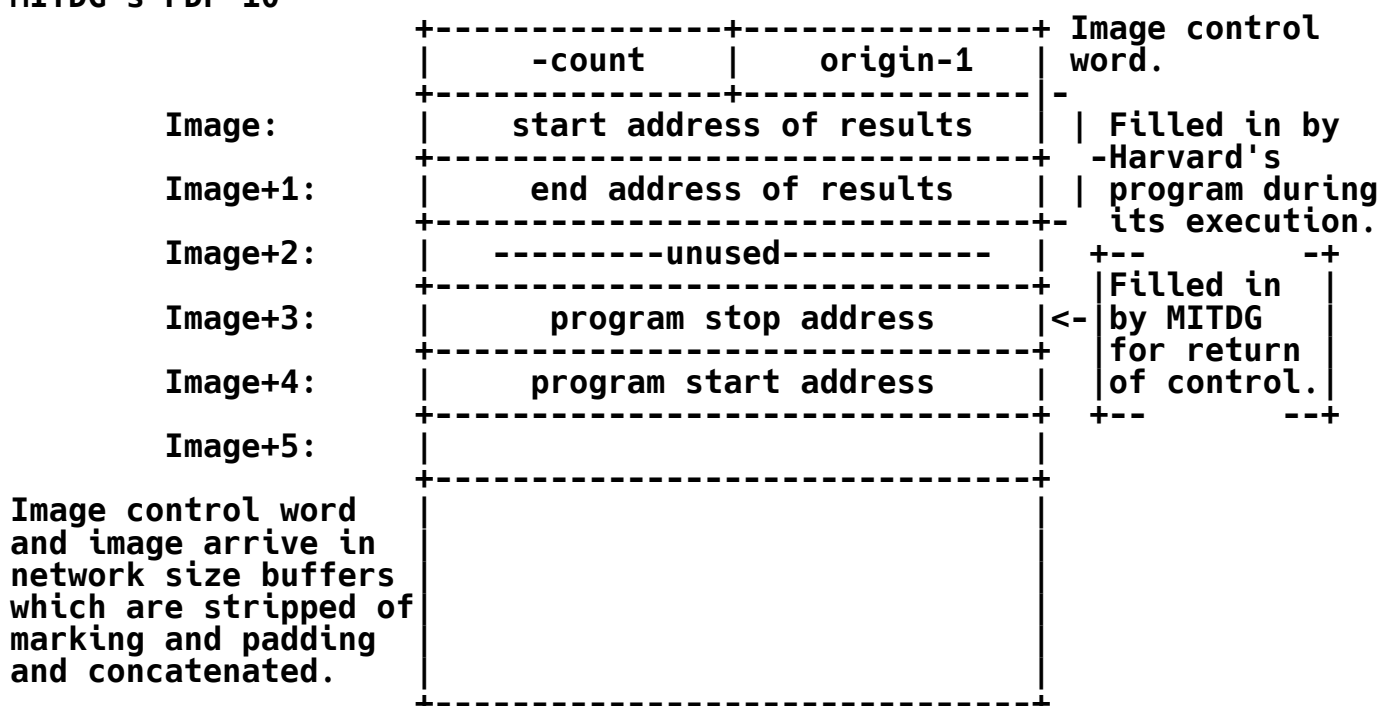 Image control
-count | origin-1 word.
Image: start address of results | Filled in by
-Harvard's
Image+1: end address of results | program during
its execution.
Image+2: ---------unused-----------
Filled in
Image+3: program stop address <- by MITDG
for return
Image+4: program start address of control.
Image+5:
Image control word
and image arrive in
network size buffers
which are stripped of
marking and padding
and concatenated.